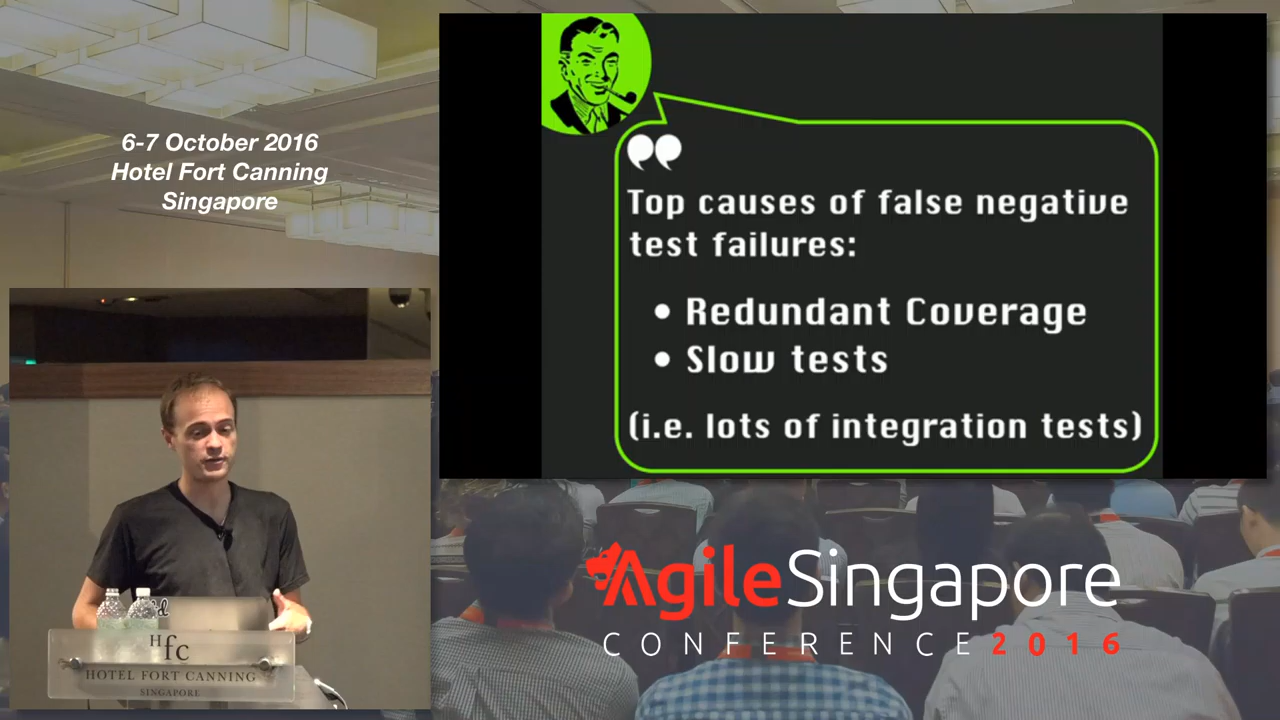 6-7 October 2016
Hotel Fort Canning
Singapore
Top causes of false negative
test failures:
• Redundant Coverage
• Slow tests
(i.e. lots of integration tests)
Hfc
HOTEL FORT CANNING
SINGAPORE
AgileSingapore
CONFERENCE 2016